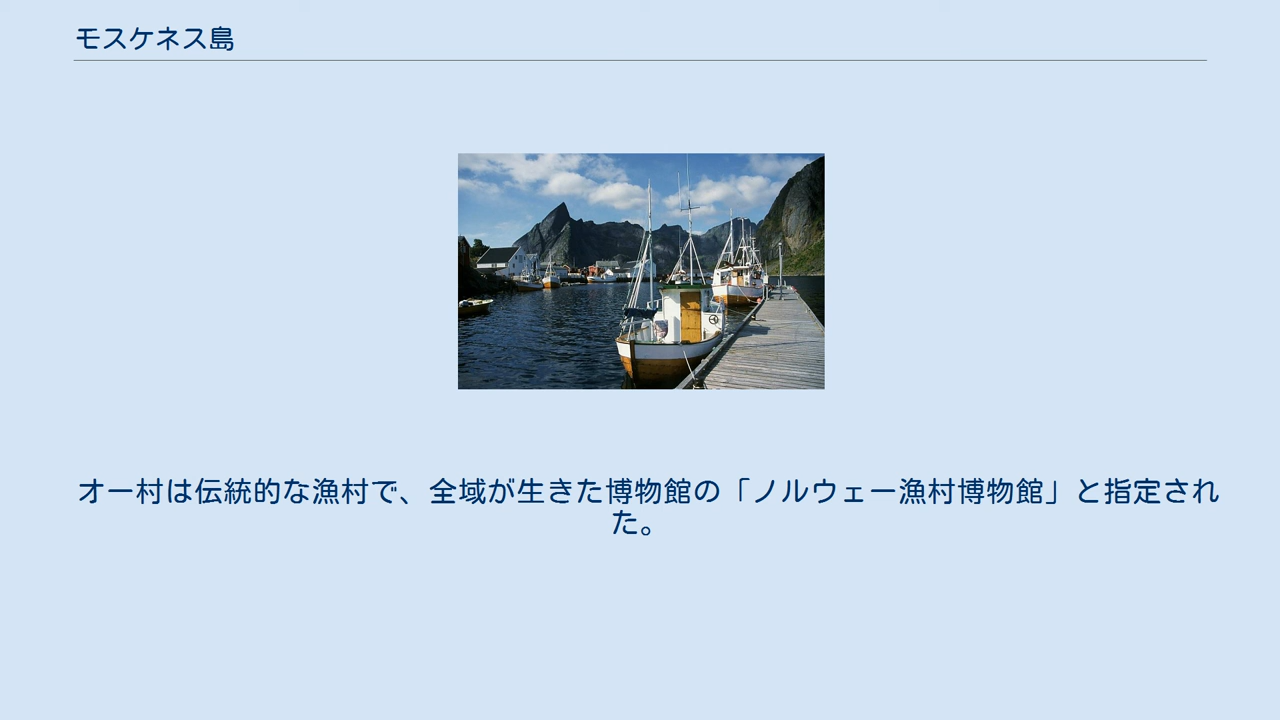 モスケネス島
オー村は伝統的な漁村で、全域が生きた博物館の「ノルウェー漁村博物館」と指定され
た。